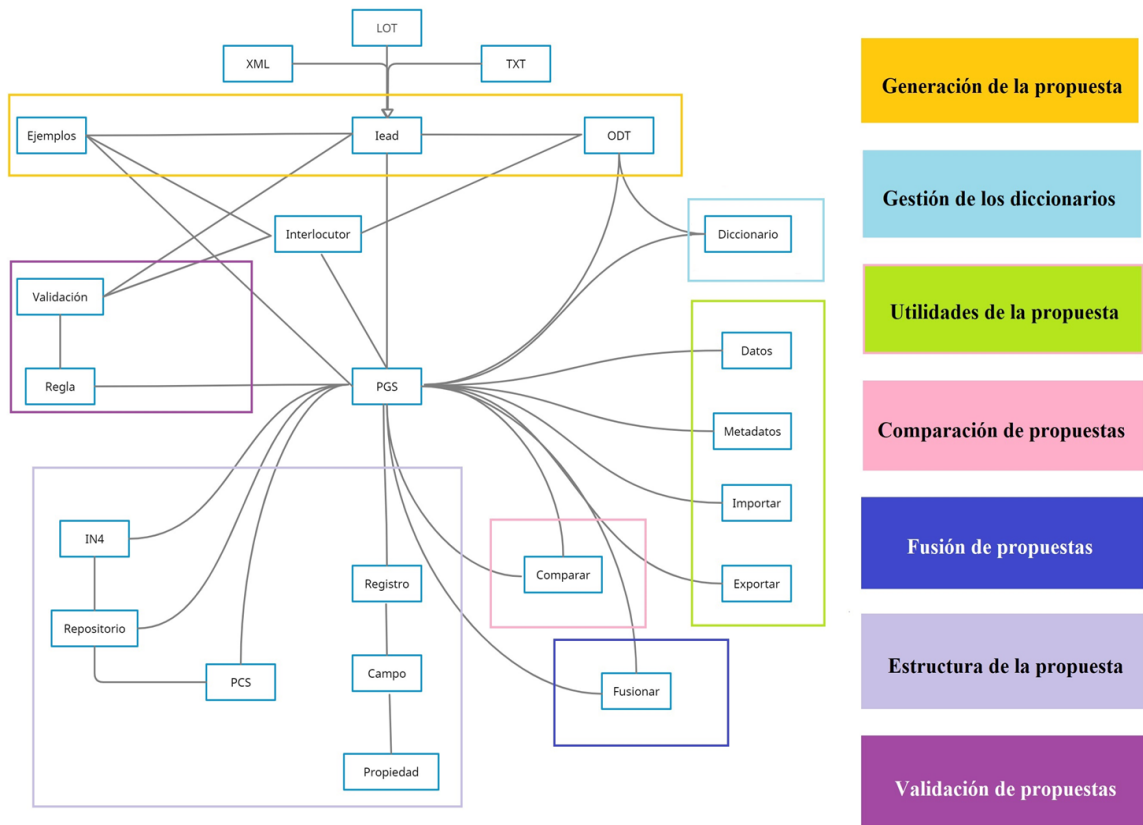 LOT
XML
TXT
Ejemplos
Iead
ODT
Interlocutor
Diccionario
Validación
Regla
PGS
Datos
Metadatos
Importar
Exportar
IN4
Repositorio
PCS
Registro
Campo
Propiedad
Comparar
Fusionar
Generación de la propuesta
Gestión de los diccionarios
Utilidades de la propuesta
Comparación de propuestas
Fusión de propuestas
Estructura de la propuesta
Validación de propuestas